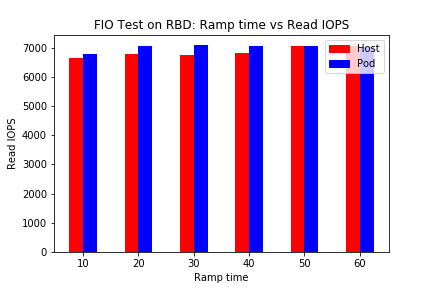 FIO Test on RBD: Ramp time vs Read IOPS
Host
Pod
Read IOPS
7000
6000
5000
4000
3000
2000
1000
0
10 20 30 40 50 60
Ramp time